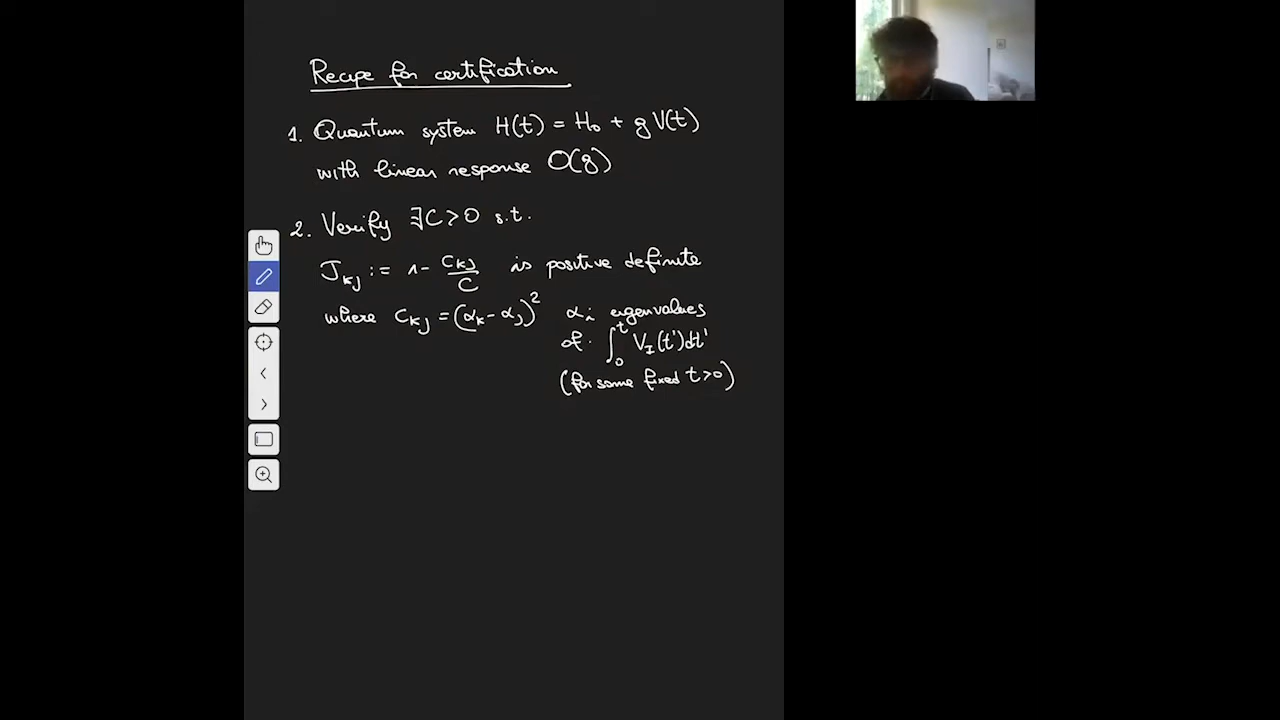 Recipe for certification
1. Quantum system H(t) = H₀ + g V(t)
with linear response O(g)
2. Verify ∃C > 0 s.t.
J_kj := 1 - C_kj/C is positive definite
where C_kj = (α_k - α_j)² α_i eigenvalues
of ∫₀ᵗ V_I(t')dt'
(for some fixed t>0)